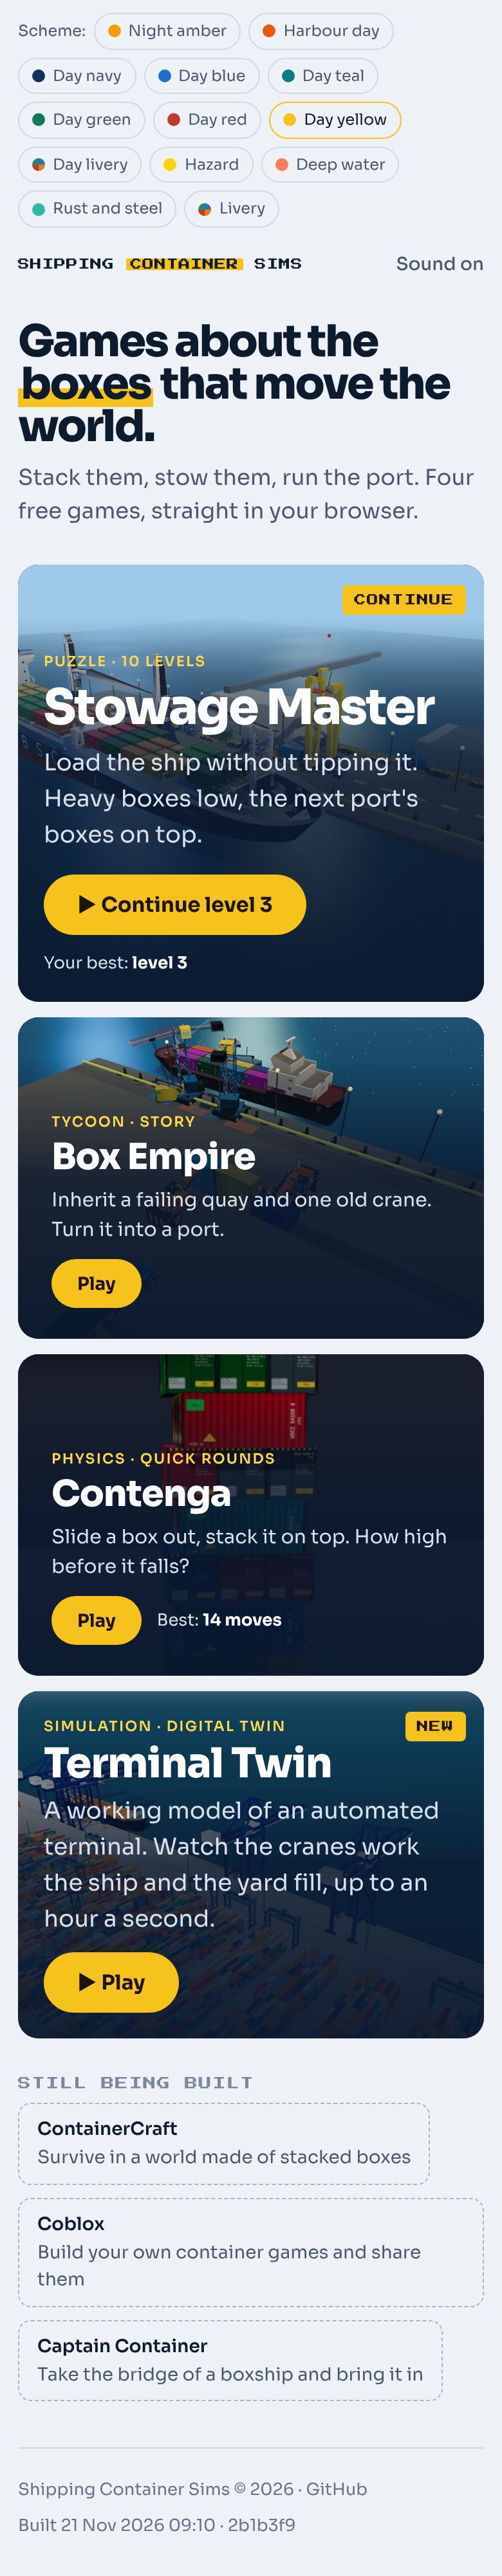 Scheme: Night amber Harbour day
Day navy Day blue Day teal
Day green Day red Day yellow
Day livery Hazard Deep water
Rust and steel Livery
SHIPPING CONTAINER SIMS Sound on
Games about the
boxes that move the
world.
Stack them, stow them, run the port. Four
free games, straight in your browser.
CONTINUE
PUZZLE · 10 LEVELS
Stowage Master
Load the ship without tipping it.
Heavy boxes low, the next port's
boxes on top.
▶ Continue level 3
Your best: level 3
TYCOON · STORY
Box Empire
Inherit a failing quay and one old crane.
Turn it into a port.
Play
PHYSICS · QUICK ROUNDS
Contenga
Slide a box out, stack it on top. How high
before it falls?
Play Best: 14 moves
SIMULATION · DIGITAL TWIN NEW
Terminal Twin
A working model of an automated
terminal. Watch the cranes work
the ship and the yard fill, up to an
hour a second.
▶ Play
STILL BEING BUILT
ContainerCraft
Survive in a world made of stacked boxes
Coblox
Build your own container games and share
them
Captain Container
Take the bridge of a boxship and bring it in
Shipping Container Sims © 2026 · GitHub
Built 21 Nov 2026 09:10 · 2b1b3f9